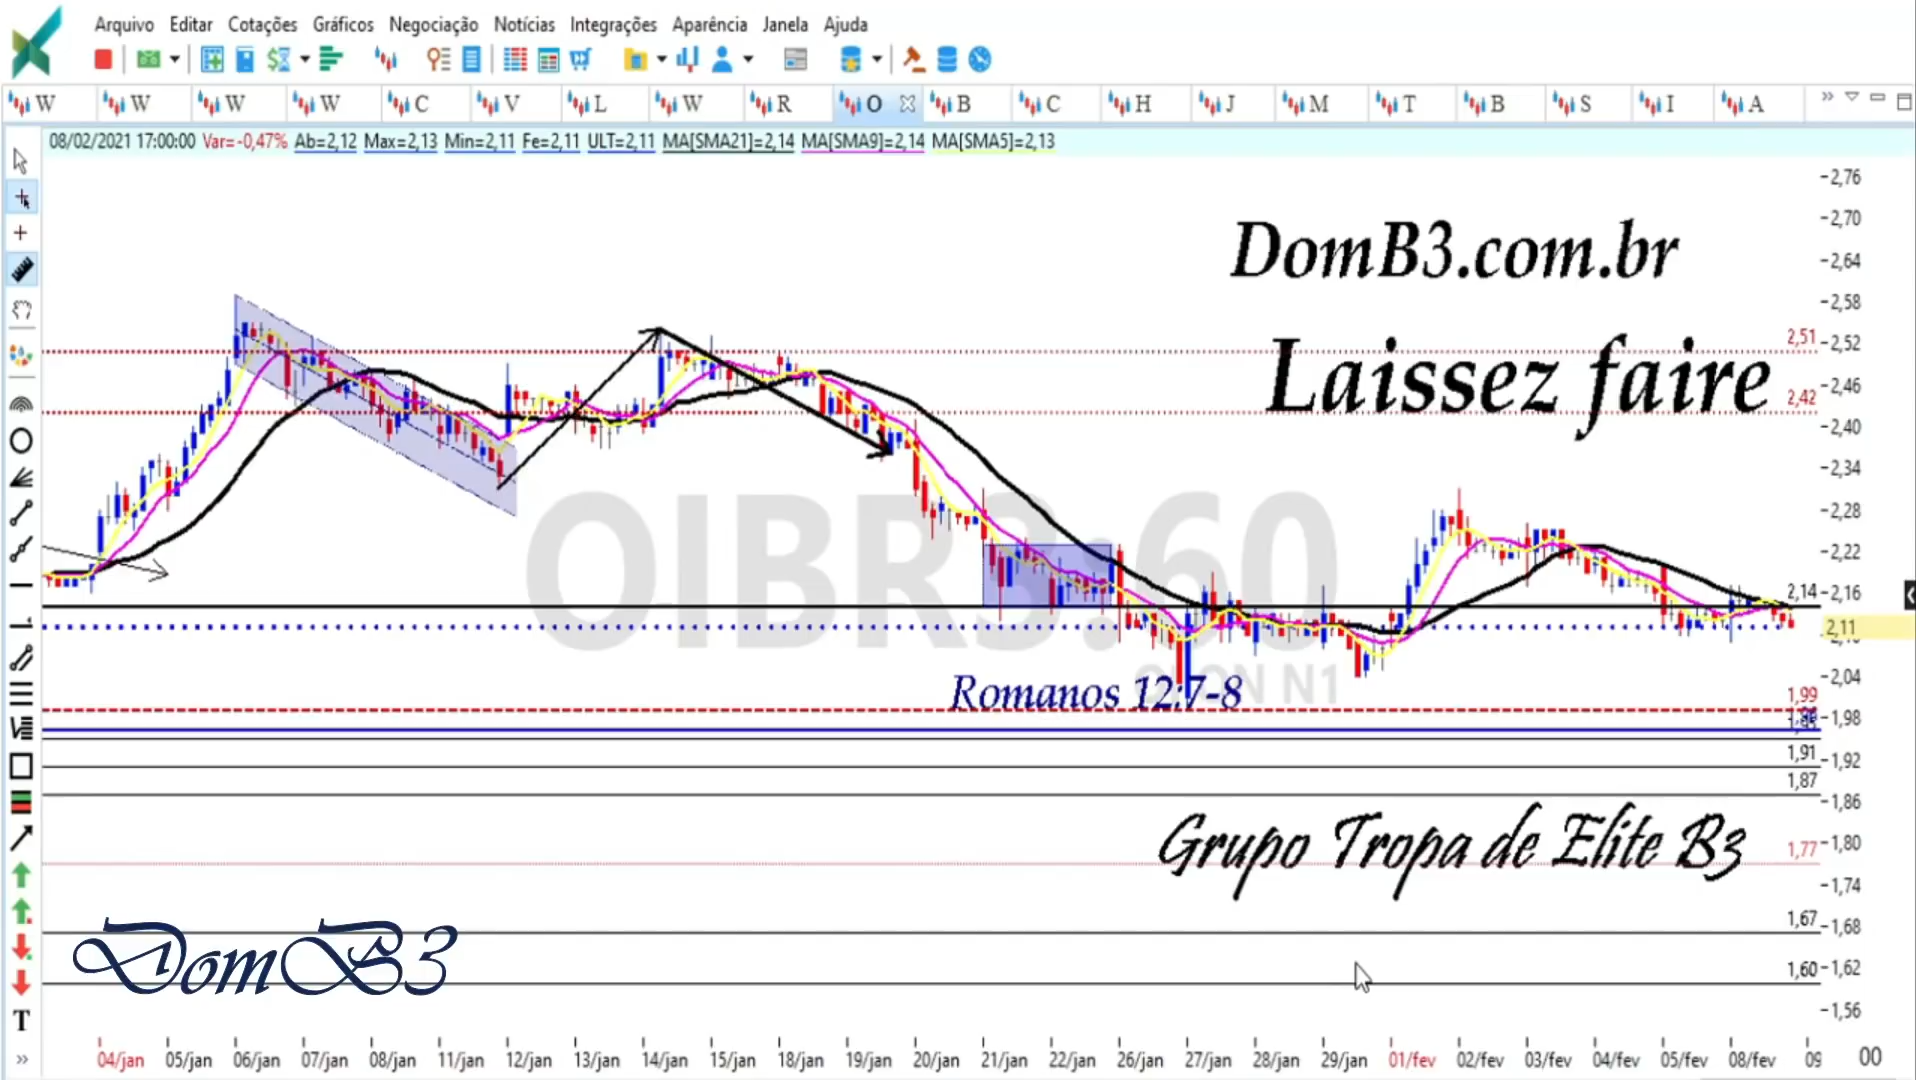 Arquivo Editar Cotações Gráficos Negociação Notícias Integrações Aparência Janela Ajuda
W W W W C V L W R O B C H J M T B S I A
08/02/2021 17:00:00 Var=-0,47% Ab=2,12 Max=2,13 Min=2,11 Fe=2,11 ULT=2,11 MA[SMA21]=2,14 MA[SMA9]=2,14 MA[SMA5]=2,13
2,76
2,70
DomB3.com.br
2,64
2,58
2,51
2,52
Laissez faire
2,46
2,42
2,40
2,34
2,28
OIBR3:60
2,22
2,14
2,16
2,11
N N1
2,04
Romanos 12:7-8
1,99
1,98
1,91
1,92
1,87
1,86
Grupo Tropa de Elite B3
1,77
1,80
1,74
1,67
1,68
DomB3
1,60
1,62
1,56
T
04/jan 05/jan 06/jan 07/jan 08/jan 11/jan 12/jan 13/jan 14/jan 15/jan 18/jan 19/jan 20/jan 21/jan 22/jan 26/jan 27/jan 28/jan 29/jan 01/fev 02/fev 03/fev 04/fev 05/fev 08/fev 09 00